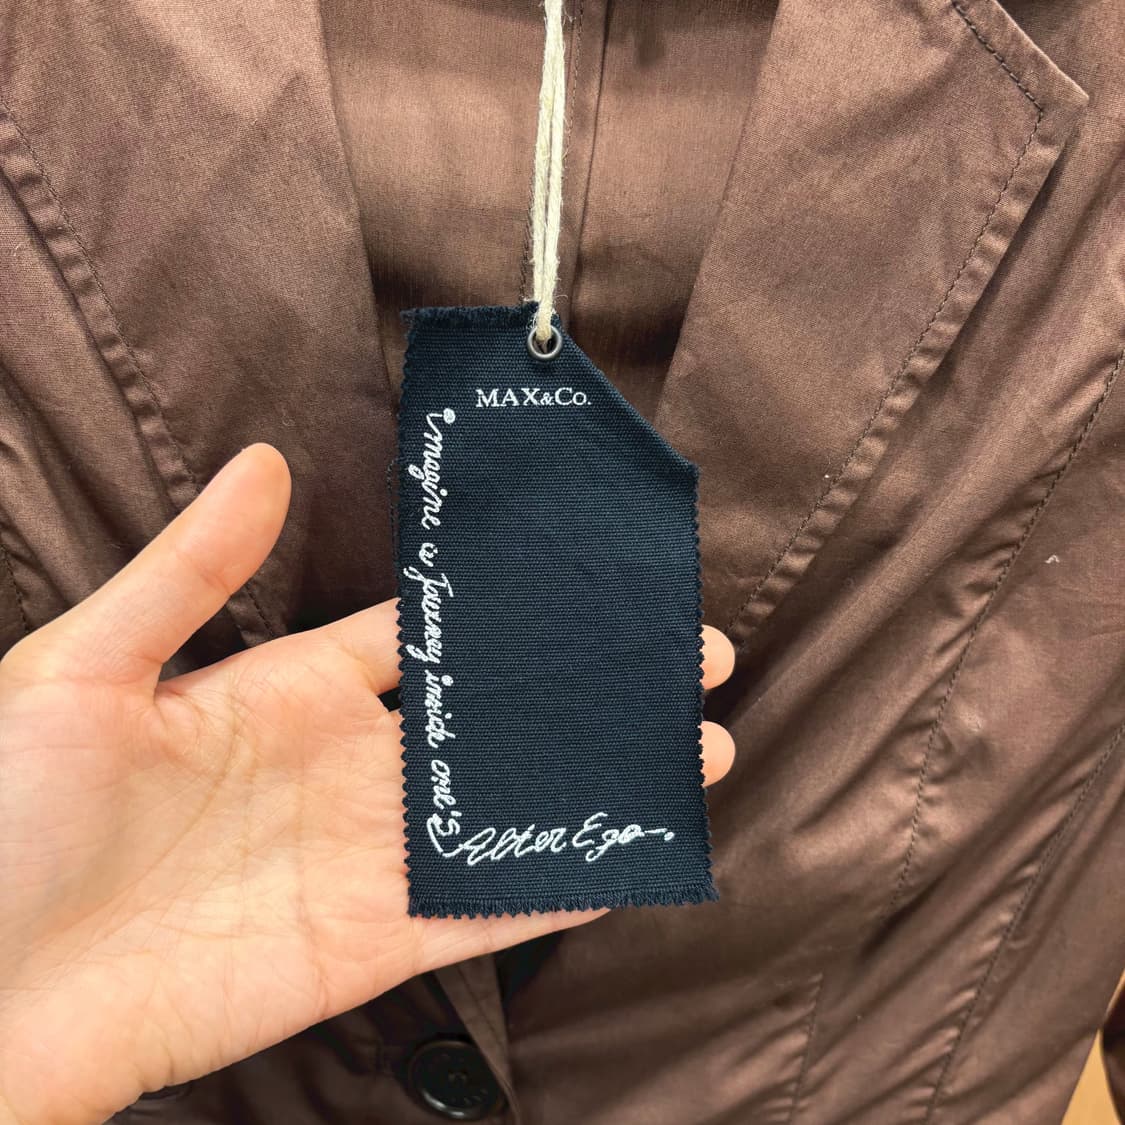 MAX&Co.
imagine a Journey inside one's
Alter Ego